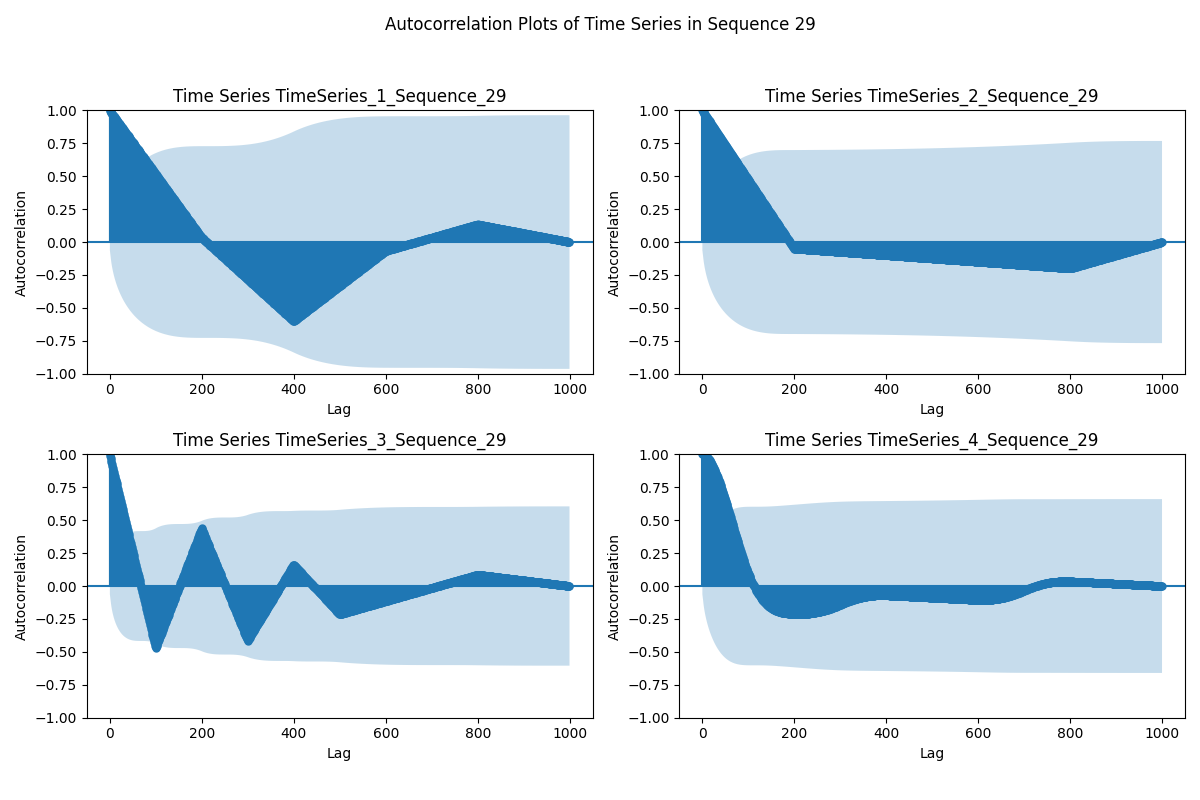 Autocorrelation Plots of Time Series in Sequence 29
Time Series TimeSeries_1_Sequence_29
1.00
0.75
0.50
0.25
0.00
−0.25
−0.50
−0.75
−1.00
Autocorrelation
0 200 400 600 800 1000
Lag
Time Series TimeSeries_2_Sequence_29
1.00
0.75
0.50
0.25
0.00
−0.25
−0.50
−0.75
−1.00
Autocorrelation
0 200 400 600 800 1000
Lag
Time Series TimeSeries_3_Sequence_29
1.00
0.75
0.50
0.25
0.00
−0.25
−0.50
−0.75
−1.00
Autocorrelation
0 200 400 600 800 1000
Lag
Time Series TimeSeries_4_Sequence_29
1.00
0.75
0.50
0.25
0.00
−0.25
−0.50
−0.75
−1.00
Autocorrelation
0 200 400 600 800 1000
Lag